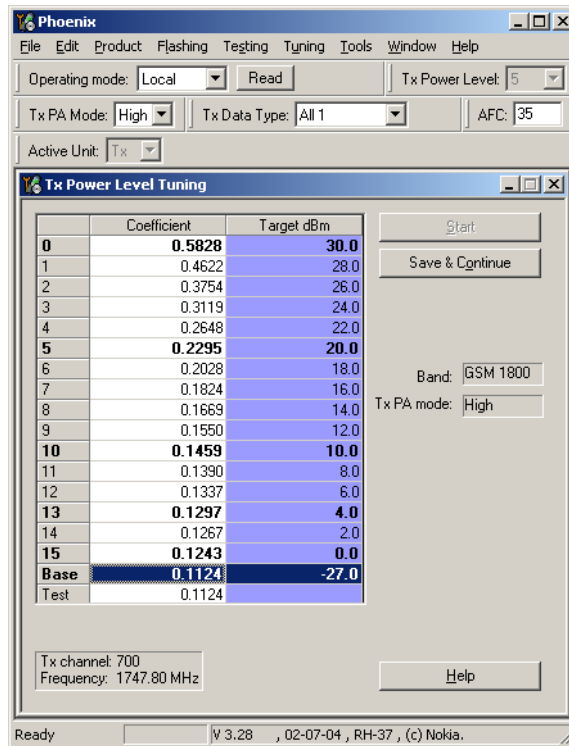 Phoenix
File Edit Product Flashing Testing Tuning Tools Window Help
Operating mode: Local Read Tx Power Level: 5
Tx PA Mode: High Tx Data Type: All 1 AFC: 35
Active Unit: Tx
Tx Power Level Tuning
Coefficient Target dBm Start
0 0.5828 30.0
1 0.4622 28.0 Save & Continue
2 0.3754 26.0
3 0.3119 24.0
4 0.2648 22.0
5 0.2295 20.0
6 0.2028 18.0 Band: GSM 1800
7 0.1824 16.0
8 0.1669 14.0 Tx PA mode: High
9 0.1550 12.0
10 0.1459 10.0
11 0.1390 8.0
12 0.1337 6.0
13 0.1297 4.0
14 0.1267 2.0
15 0.1243 0.0
Base 0.1124 -27.0
Test 0.1124
Tx channel: 700
Frequency: 1747.80 MHz Help
Ready V 3.28 , 02-07-04 , RH-37 , (c) Nokia.